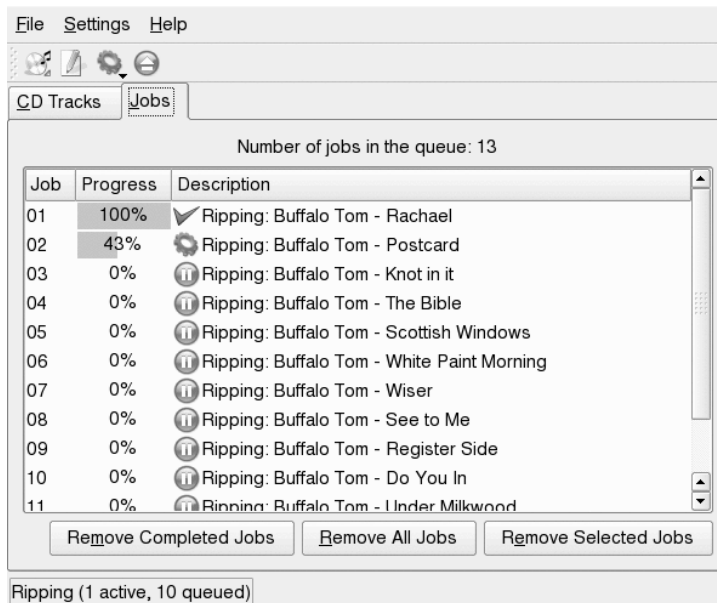 File Settings Help
CD Tracks Jobs
Number of jobs in the queue: 13
Job Progress Description
01 100% Ripping: Buffalo Tom - Rachael
02 43% Ripping: Buffalo Tom - Postcard
03 0% Ripping: Buffalo Tom - Knot in it
04 0% Ripping: Buffalo Tom - The Bible
05 0% Ripping: Buffalo Tom - Scottish Windows
06 0% Ripping: Buffalo Tom - White Paint Morning
07 0% Ripping: Buffalo Tom - Wiser
08 0% Ripping: Buffalo Tom - See to Me
09 0% Ripping: Buffalo Tom - Register Side
10 0% Ripping: Buffalo Tom - Do You In
11 0% Ripping: Buffalo Tom - Under Milkwood
Remove Completed Jobs Remove All Jobs Remove Selected Jobs
Ripping (1 active, 10 queued)